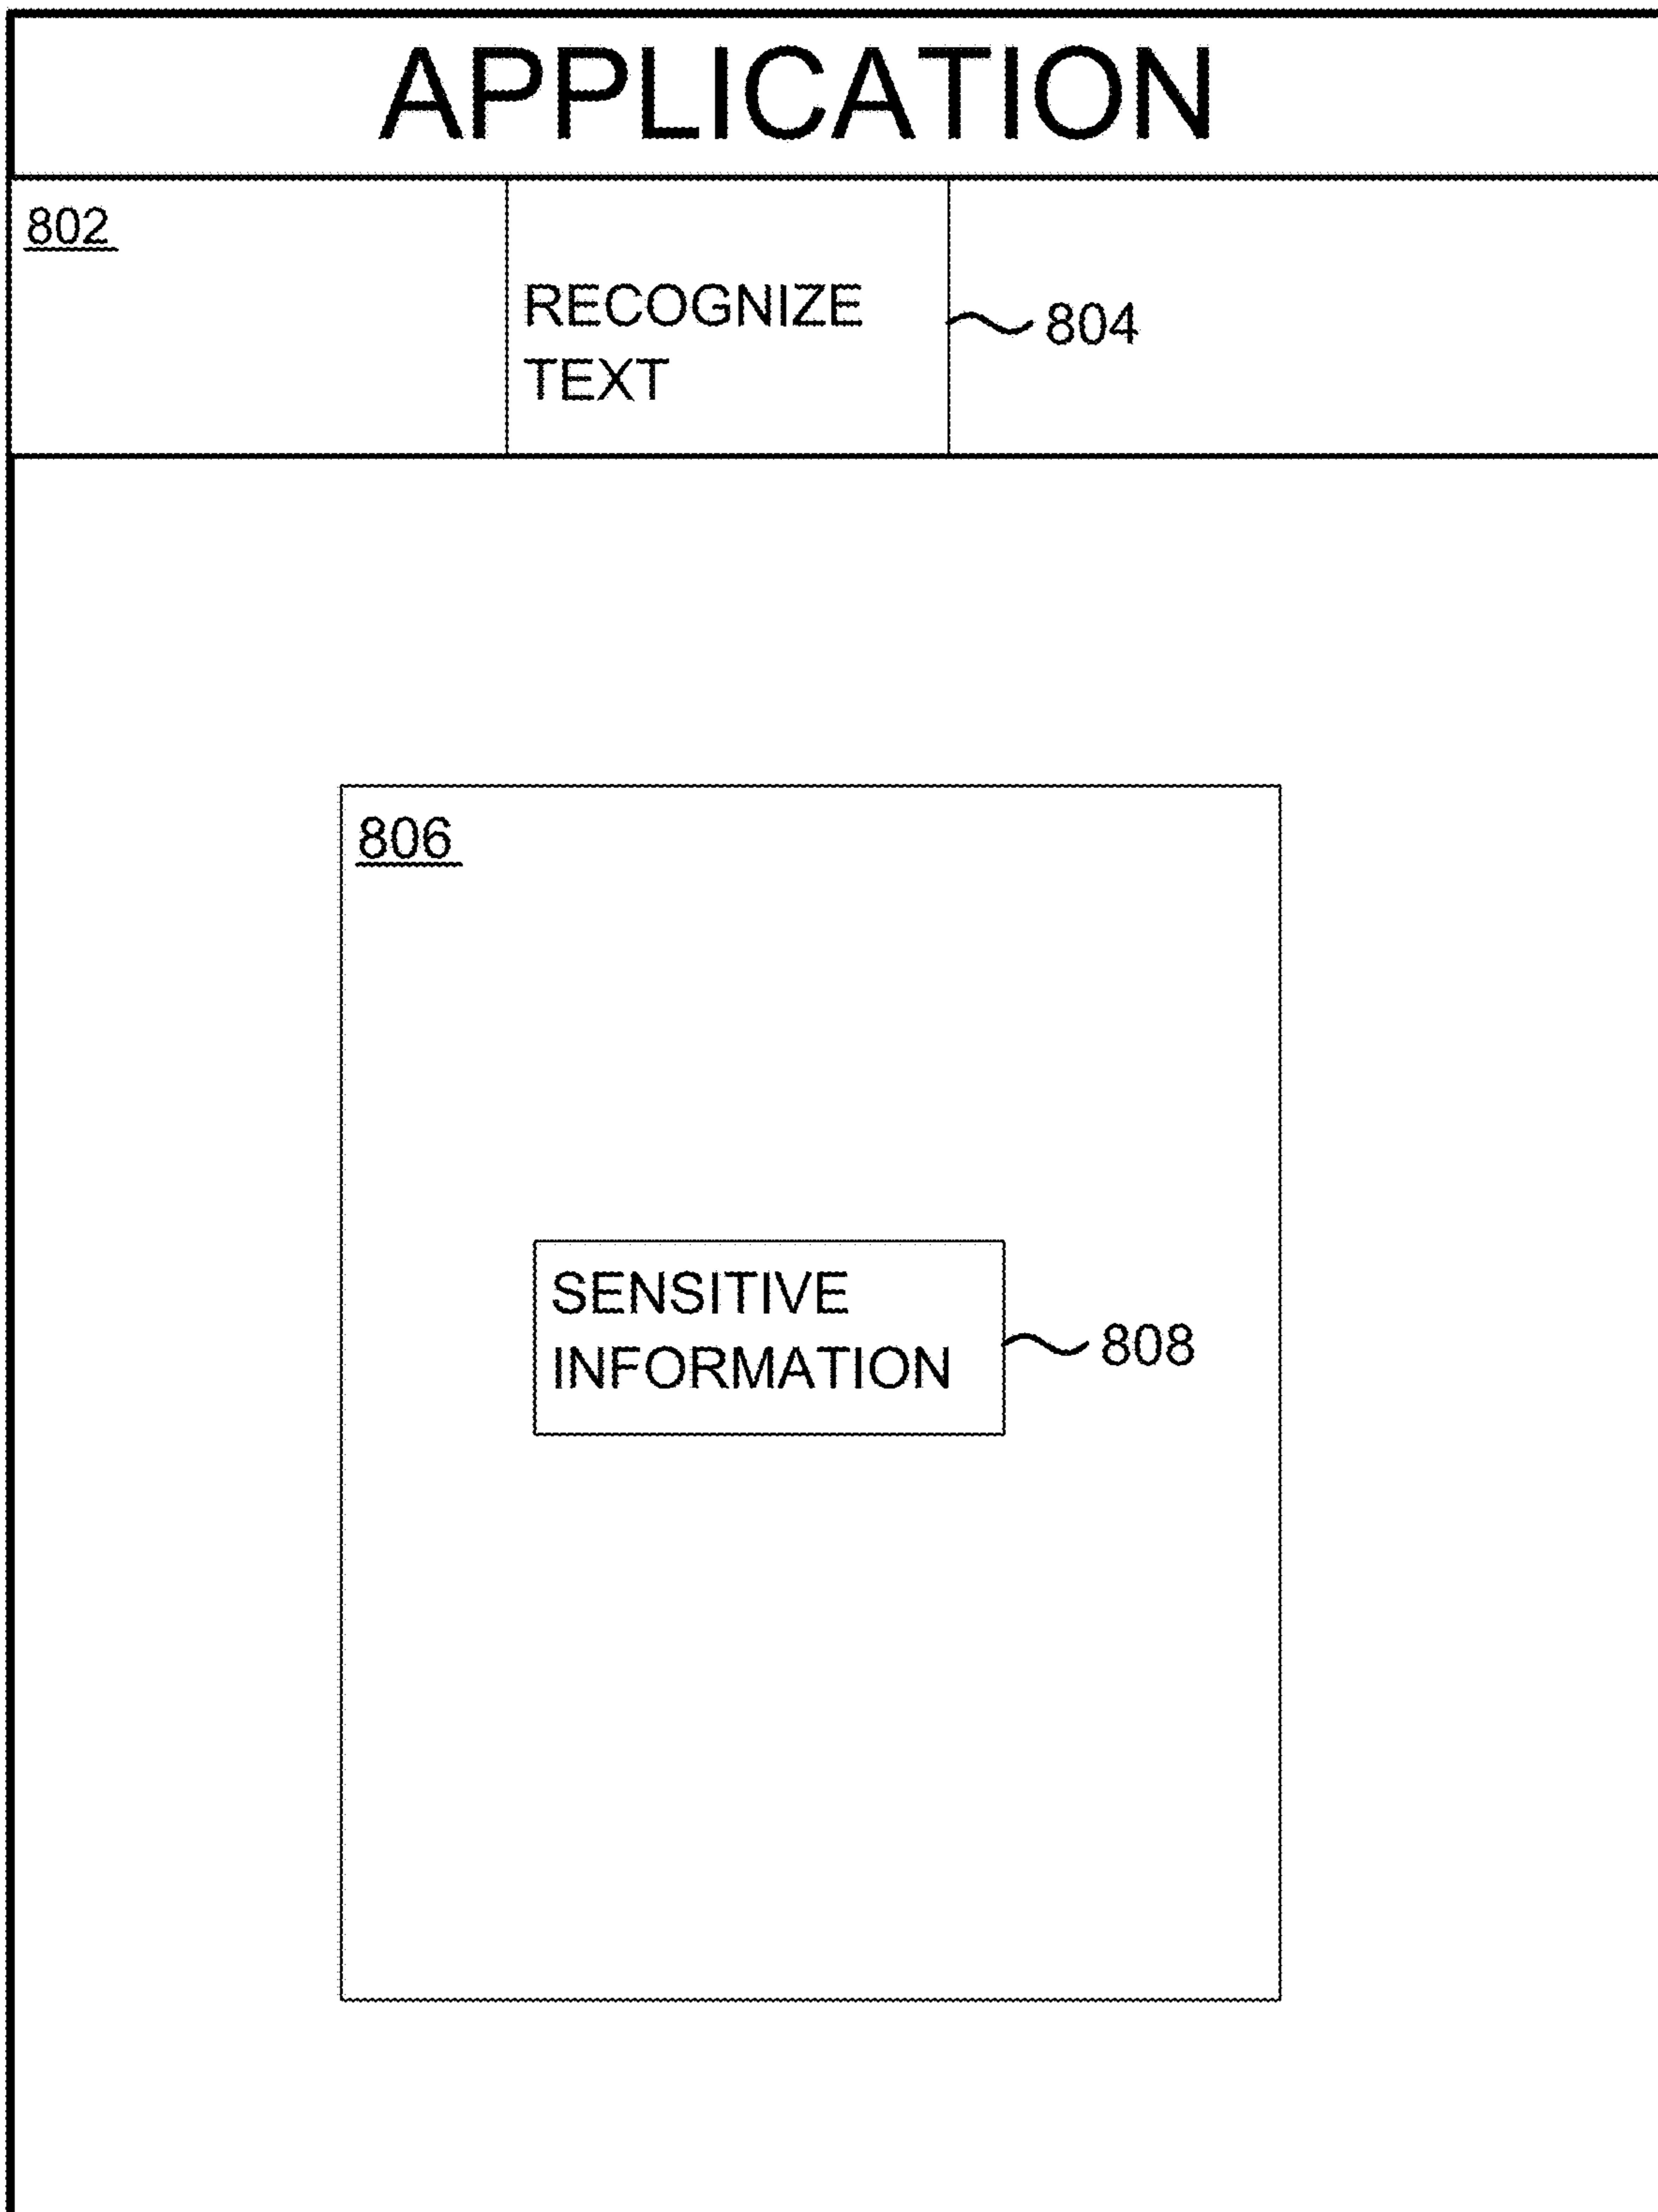 APPLICATION
802
RECOGNIZE
TEXT
804
806
SENSITIVE
INFORMATION
808